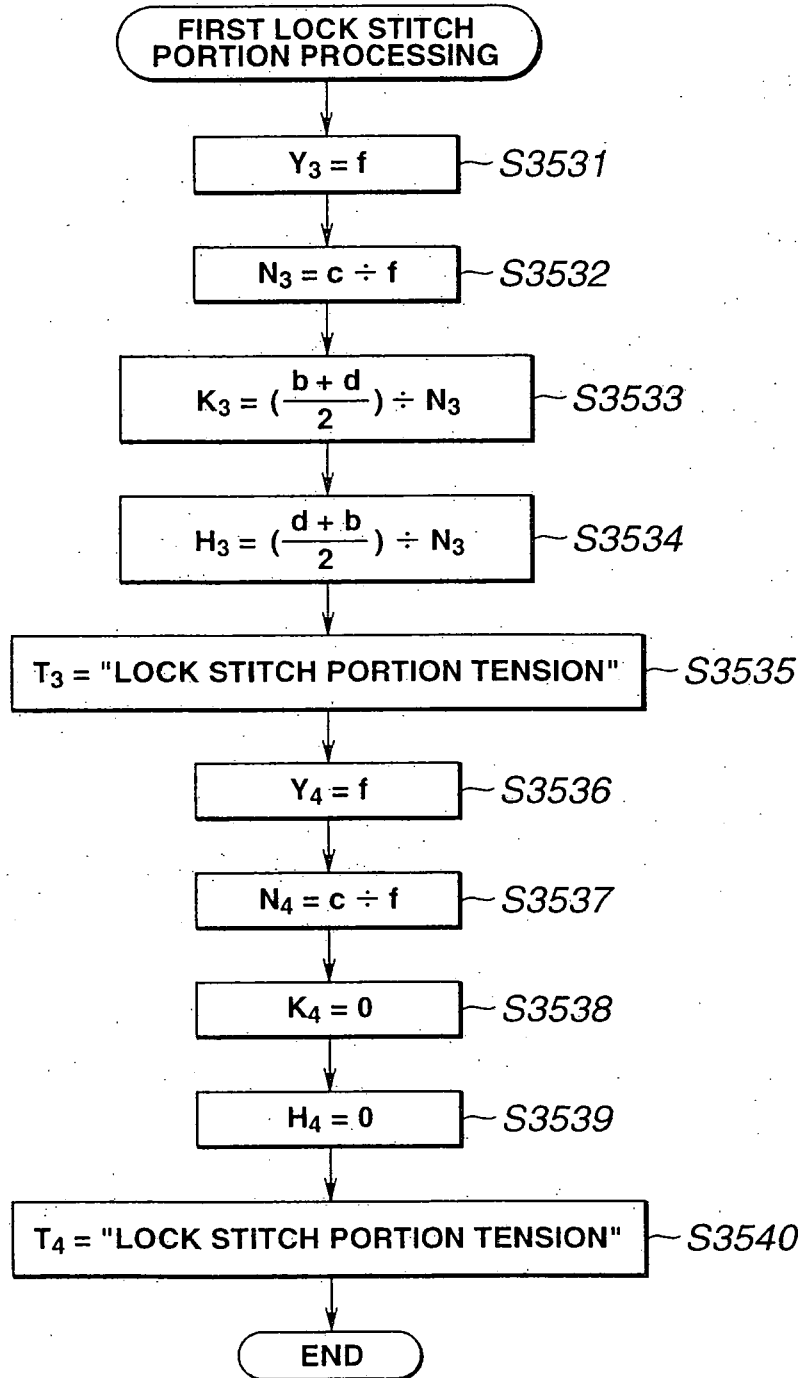 FIRST LOCK STITCH
PORTION PROCESSING
Y3 = f
S3531
N3 = c ÷ f
S3532
K3 = (b + d / 2) ÷ N3
S3533
H3 = (d + b / 2) ÷ N3
S3534
T3 = "LOCK STITCH PORTION TENSION"
S3535
Y4 = f
S3536
N4 = c ÷ f
S3537
K4 = 0
S3538
H4 = 0
S3539
T4 = "LOCK STITCH PORTION TENSION"
S3540
END